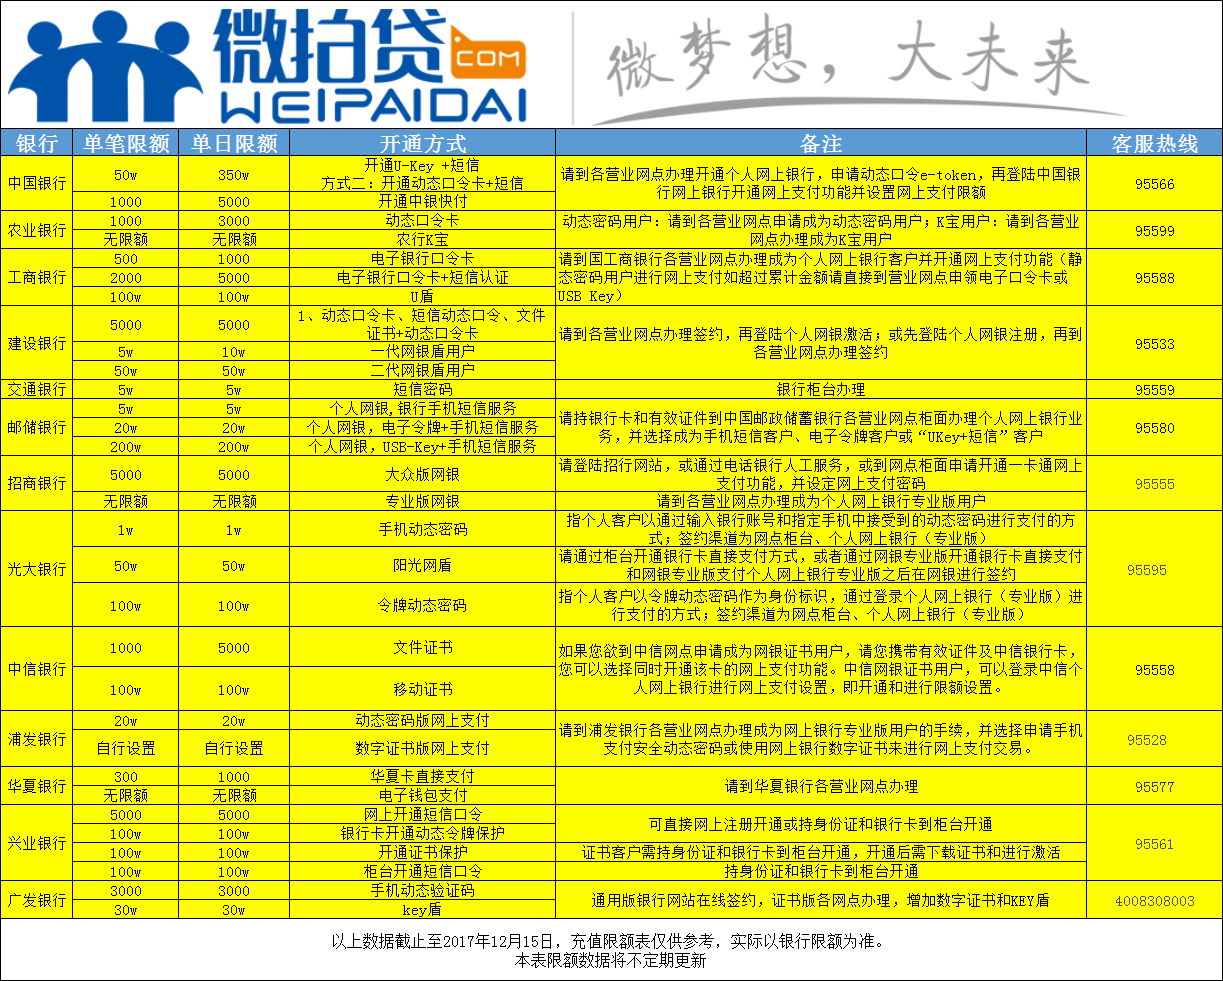 微拍贷.COM
WEIPAIDAI
微梦想，大未来
银行 单笔限额 单日限额 开通方式 备注 客服热线
中国银行 50w 350w 开通U-Key +短信
方式二：开通动态口令卡+短信
请到各营业网点办理开通个人网上银行，申请动态口令e-token，再登陆中国银
行网上银行开通网上支付功能并设置网上支付限额
95566
1000 5000 开通中银快付
农业银行 1000 3000 动态口令卡
动态密码用户：请到各营业网点申请成为动态密码用户；K宝用户：请到各营业
网点办理成为K宝用户
95599
无限额 无限额 农行K宝
工商银行 500 1000 电子银行口令卡
请到国工商银行各营业网点办理成为个人网上银行客户并开通网上支付功能（静
态密码用户进行网上支付如超过累计金额请直接到营业网点申领电子口令卡或
USB Key）
95588
2000 5000 电子银行口令卡+短信认证
100w 100w U盾
建设银行 5000 5000 1、动态口令卡、短信动态口令、文件
证书+动态口令卡
请到各营业网点办理签约，再登陆个人网银激活；或先登陆个人网银注册，再到
各营业网点办理签约
95533
5w 10w 一代网银盾用户
50w 50w 二代网银盾用户
交通银行 5w 5w 短信密码 银行柜台办理 95559
邮储银行 5w 5w 个人网银,银行手机短信服务
请持银行卡和有效证件到中国邮政储蓄银行各营业网点柜面办理个人网上银行业
务，并选择成为手机短信客户、电子令牌客户或“UKey+短信”客户
95580
20w 20w 个人网银，电子令牌+手机短信服务
200w 200w 个人网银，USB-Key+手机短信服务
招商银行 5000 5000 大众版网银
请登陆招行网站，或通过电话银行人工服务，或到网点柜面申请开通一卡通网上
支付功能，并设定网上支付密码
95555
无限额 无限额 专业版网银 请到各营业网点办理成为个人网上银行专业版用户
光大银行 1w 1w 手机动态密码
指个人客户以通过输入银行账号和指定手机中接受到的动态密码进行支付的方
式；签约渠道为网点柜台、个人网上银行（专业版）
95595
50w 50w 阳光网盾
请通过柜台开通银行卡直接支付方式，或者通过网银专业版开通银行卡直接支付
和网银专业版支付个人网上银行专业版之后在网银进行签约
100w 100w 令牌动态密码
指个人客户以令牌动态密码作为身份标识，通过登录个人网上银行（专业版）进
行支付的方式；签约渠道为网点柜台、个人网上银行（专业版）
中信银行 1000 5000 文件证书
如果您欲到中信网点申请成为网银证书用户，请您携带有效证件及中信银行卡，
您可以选择同时开通该卡的网上支付功能。中信网银证书用户，可以登录中信个
人网上银行进行网上支付设置，即开通和进行限额设置。
95558
100w 100w 移动证书
浦发银行 20w 20w 动态密码版网上支付
请到浦发银行各营业网点办理成为网上银行专业版用户的手续，并选择申请手机
支付安全动态密码或使用网上银行数字证书来进行网上支付交易。
95528
自行设置 自行设置 数字证书版网上支付
华夏银行 300 1000 华夏卡直接支付 请到华夏银行各营业网点办理 95577
无限额 无限额 电子钱包支付
兴业银行 5000 5000 网上开通短信口令 可直接网上注册开通或持身份证和银行卡到柜台开通 95561
100w 100w 银行卡开通动态令牌保护
100w 100w 开通证书保护 证书客户需持身份证和银行卡到柜台开通，开通后需下载证书和进行激活
100w 100w 柜台开通短信口令 持身份证和银行卡到柜台开通
广发银行 3000 3000 手机动态验证码 通用版银行网站在线签约，证书版各网点办理，增加数字证书和KEY盾 4008308003
30w 30w key盾
以上数据截止至2017年12月15日，充值限额表仅供参考，实际以银行限额为准。
本表限额数据将不定期更新